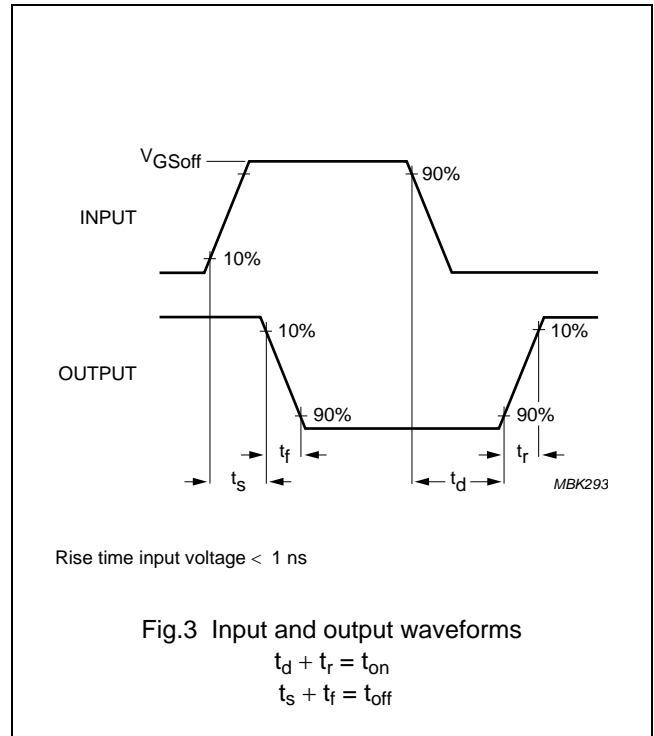 VGSoff
90%
INPUT
10%
10%
10%
OUTPUT
90%
90%
tf
tr
ts
td
MBK293
Rise time input voltage < 1 ns
Fig.3 Input and output waveforms
td + tr = ton
ts + tf = toff